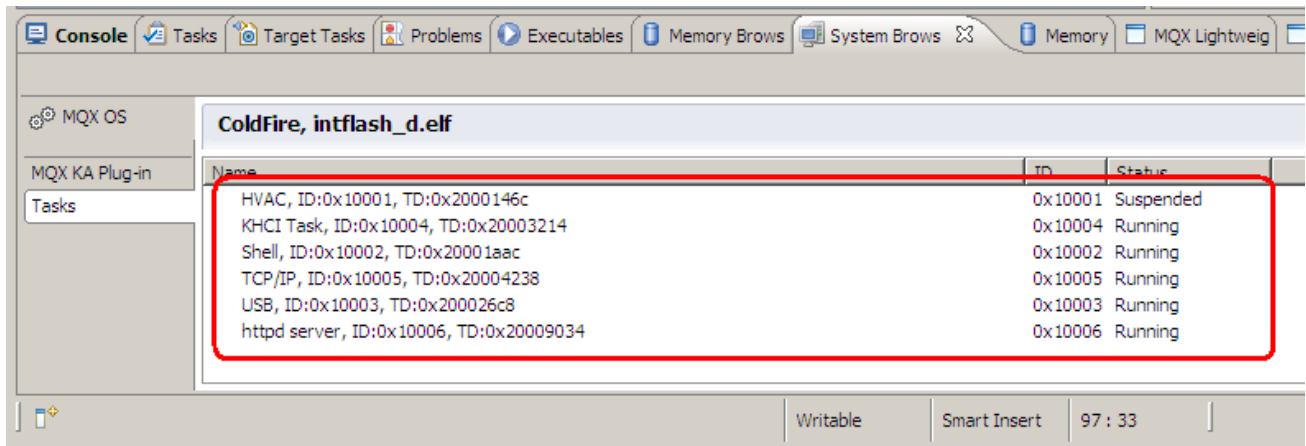 Console Tasks Target Tasks Problems Executables Memory Brows System Brows Memory MQX Lightweig
MQX OS
ColdFire, intflash_d.elf
MQX KA Plug-in
Name ID Status
Tasks
HVAC, ID:0x10001, TD:0x2000146c 0x10001 Suspended
KHCI Task, ID:0x10004, TD:0x20003214 0x10004 Running
Shell, ID:0x10002, TD:0x20001aac 0x10002 Running
TCP/IP, ID:0x10005, TD:0x20004238 0x10005 Running
USB, ID:0x10003, TD:0x200026c8 0x10003 Running
httpd server, ID:0x10006, TD:0x20009034 0x10006 Running
Writable Smart Insert 97 : 33